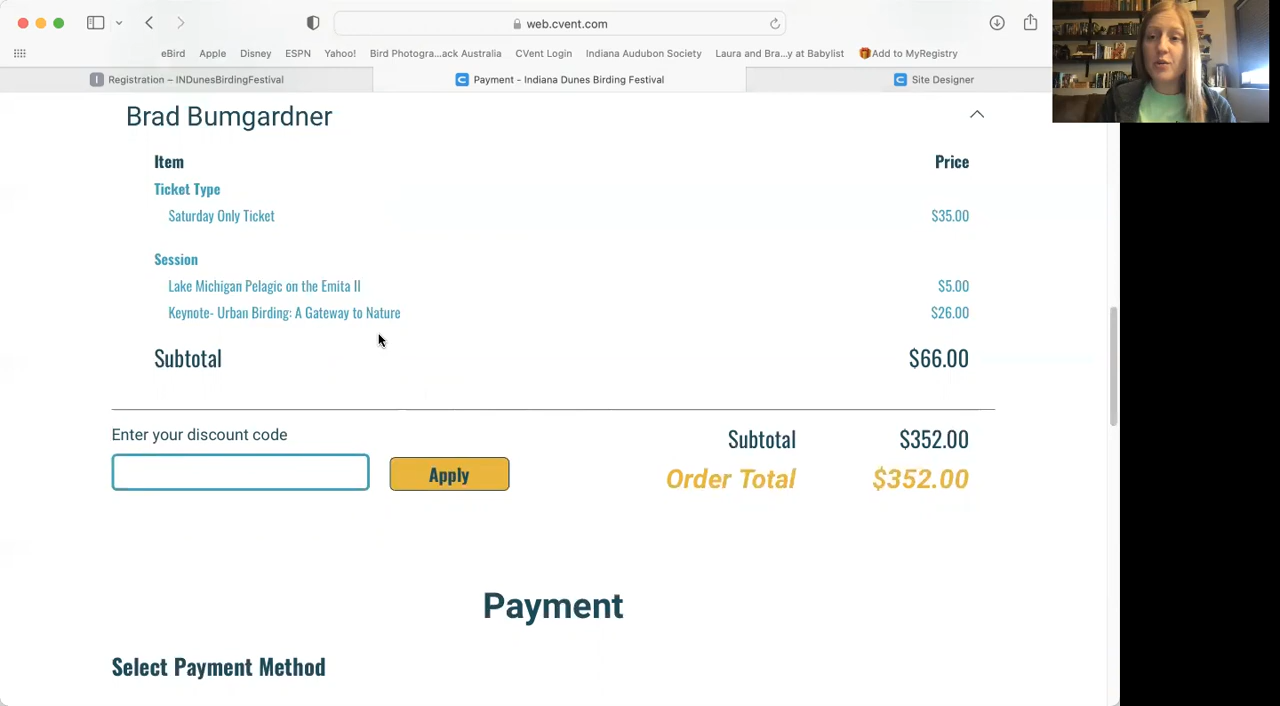 web.cvent.com
eBird Apple Disney ESPN Yahoo! Bird Photogra...ack Australia CVent Login Indiana Audubon Society Laura and Bra...y at Babylist Add to MyRegistry
I Registration – INDunesBirdingFestival Payment - Indiana Dunes Birding Festival Site Designer
Brad Bumgardner
Item Price
Ticket Type
Saturday Only Ticket $35.00
Session
Lake Michigan Pelagic on the Emita II $5.00
Keynote- Urban Birding: A Gateway to Nature $26.00
Subtotal $66.00
Enter your discount code
Subtotal $352.00
Apply
Order Total $352.00
Payment
Select Payment Method